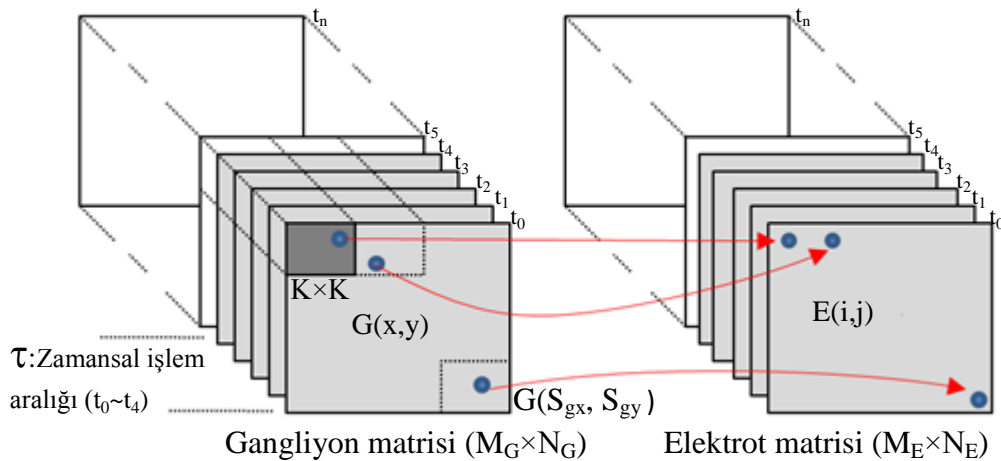 tn
tn
t5
t4
t3
t2
t1
t0
t5
t4
t3
t2
t1
t0
K×K
G(x,y)
E(i,j)
τ:Zamansal işlem
aralığı (t0~t4)
G(Sgx, Sgy)
Gangliyon matrisi (MG×NG)
Elektrot matrisi (ME×NE)